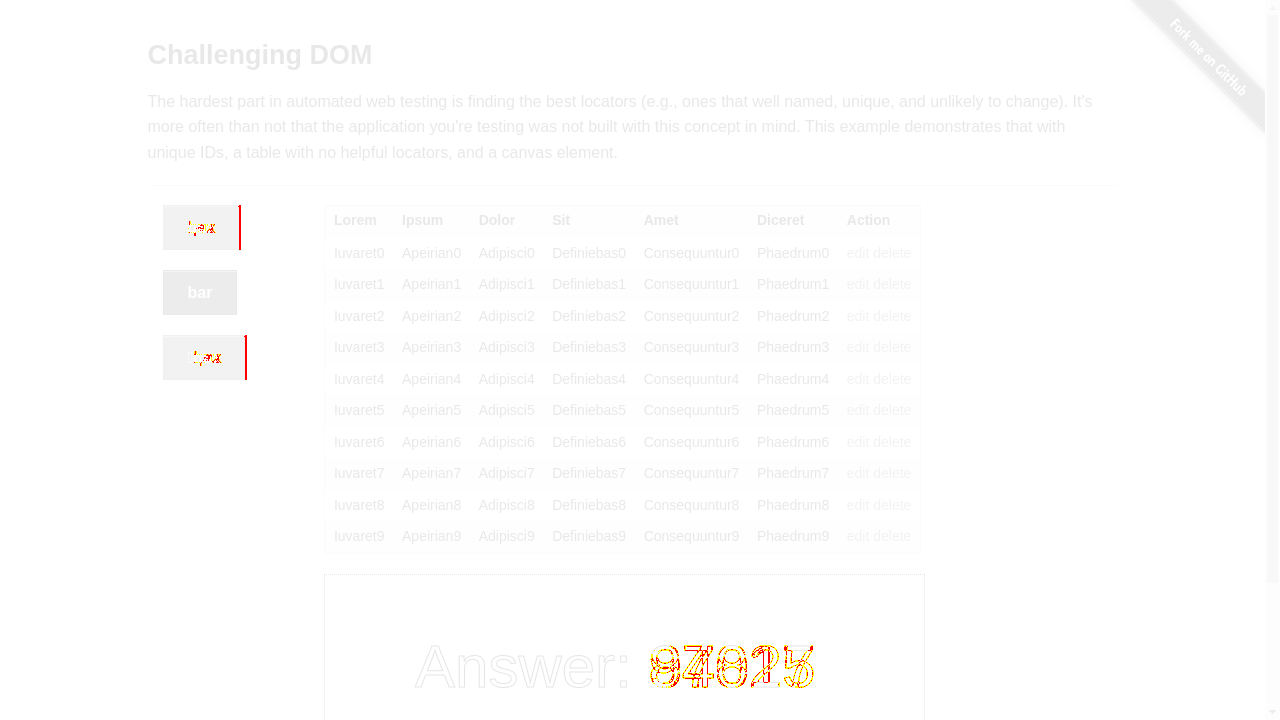 Fork me on GitHub
Challenging DOM
The hardest part in automated web testing is finding the best locators (e.g., ones that well named, unique, and unlikely to change). It's
more often than not that the application you're testing was not built with this concept in mind. This example demonstrates that with
unique IDs, a table with no helpful locators, and a canvas element.
bar
Lorem Ipsum Dolor Sit Amet Diceret Action
Iuvaret0 Apeirian0 Adipisci0 Definiebas0 Consequuntur0 Phaedrum0 edit delete
Iuvaret1 Apeirian1 Adipisci1 Definiebas1 Consequuntur1 Phaedrum1 edit delete
Iuvaret2 Apeirian2 Adipisci2 Definiebas2 Consequuntur2 Phaedrum2 edit delete
Iuvaret3 Apeirian3 Adipisci3 Definiebas3 Consequuntur3 Phaedrum3 edit delete
Iuvaret4 Apeirian4 Adipisci4 Definiebas4 Consequuntur4 Phaedrum4 edit delete
Iuvaret5 Apeirian5 Adipisci5 Definiebas5 Consequuntur5 Phaedrum5 edit delete
Iuvaret6 Apeirian6 Adipisci6 Definiebas6 Consequuntur6 Phaedrum6 edit delete
Iuvaret7 Apeirian7 Adipisci7 Definiebas7 Consequuntur7 Phaedrum7 edit delete
Iuvaret8 Apeirian8 Adipisci8 Definiebas8 Consequuntur8 Phaedrum8 edit delete
Iuvaret9 Apeirian9 Adipisci9 Definiebas9 Consequuntur9 Phaedrum9 edit delete
Answer: